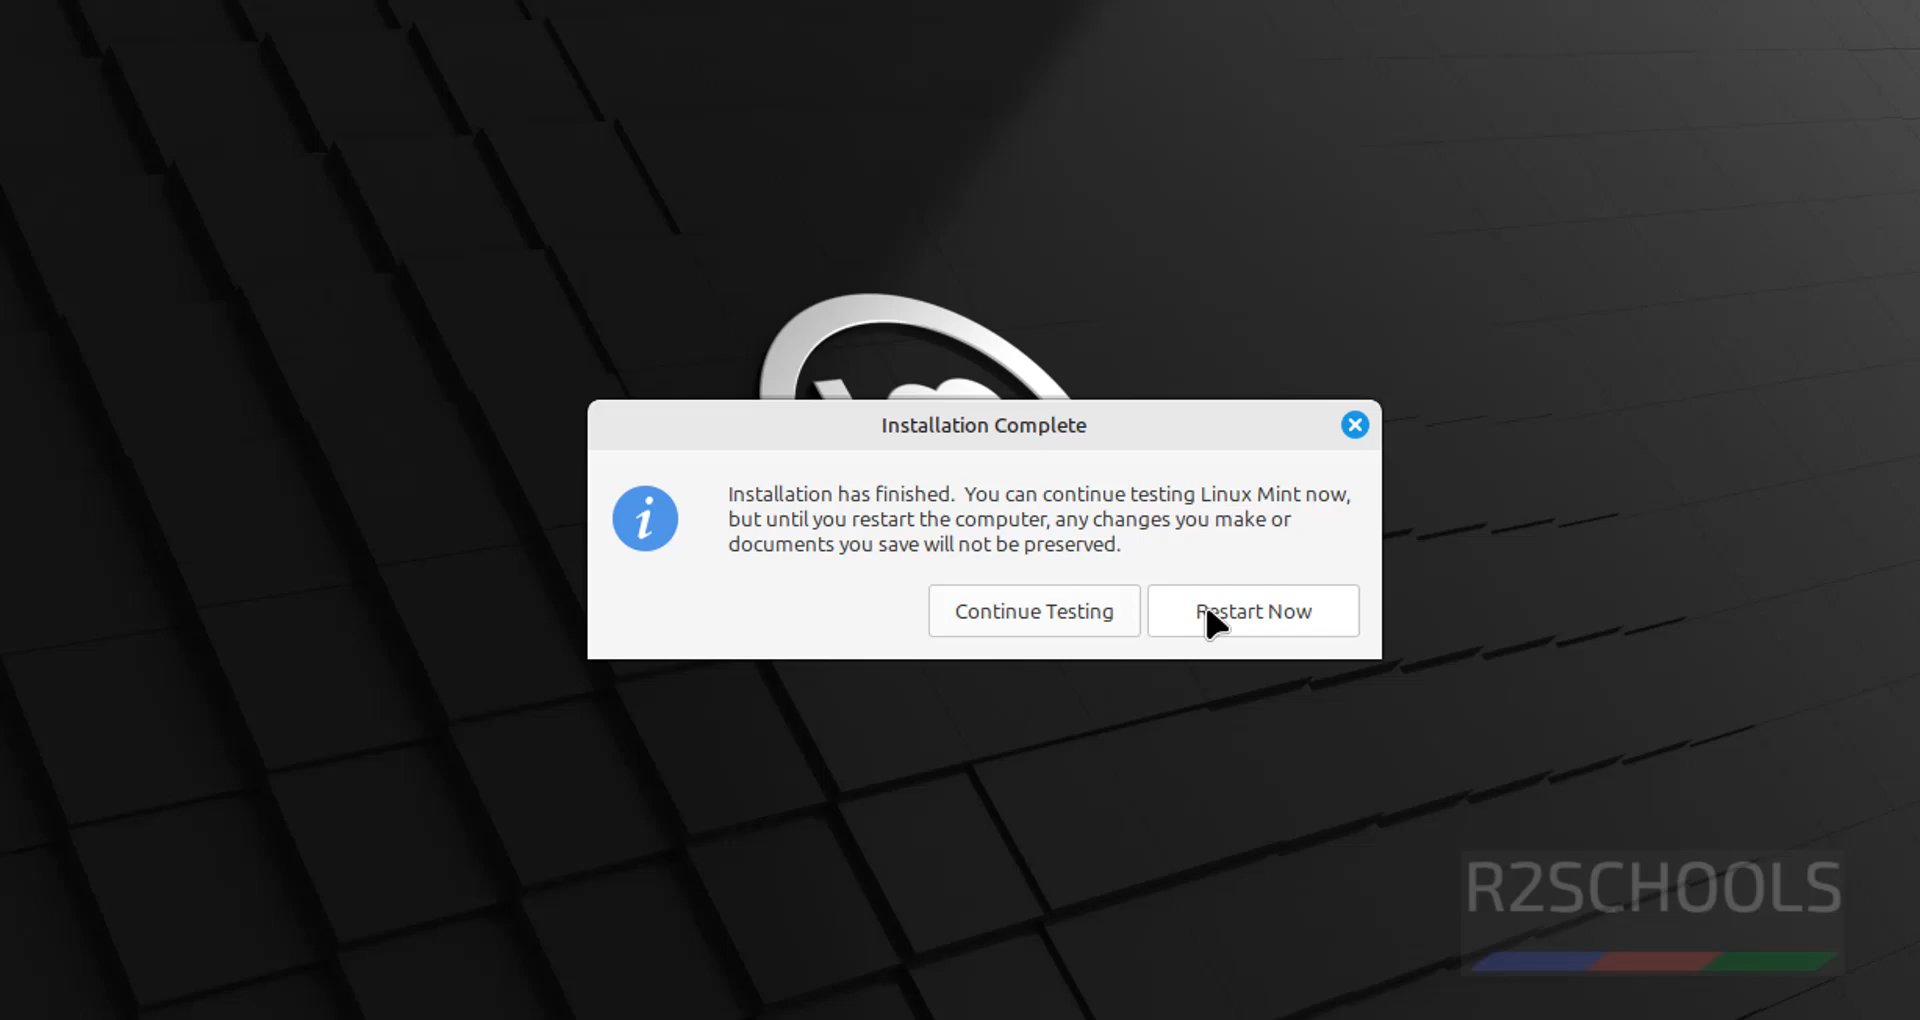 Installation Complete
Installation has finished.  You can continue testing Linux Mint now,
but until you restart the computer, any changes you make or
documents you save will not be preserved.
Continue Testing
Restart Now
R2SCHOOLS